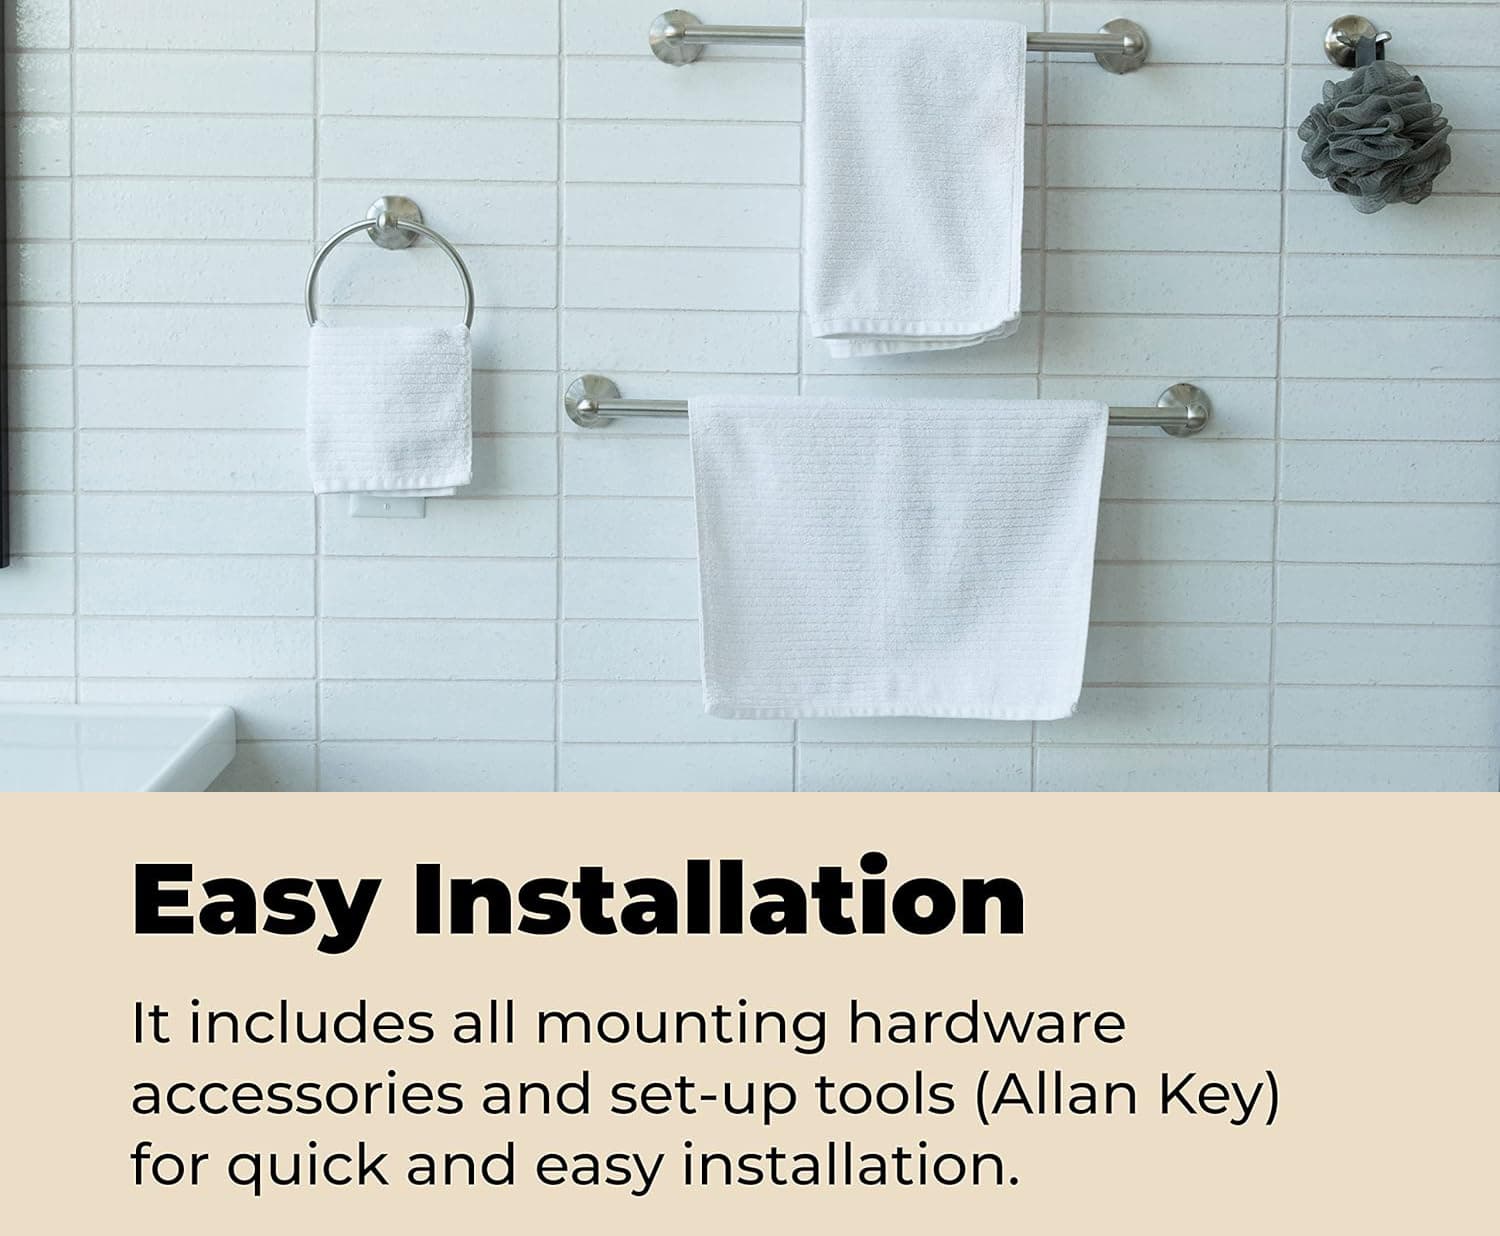 Easy Installation
It includes all mounting hardware
accessories and set-up tools (Allan Key)
for quick and easy installation.